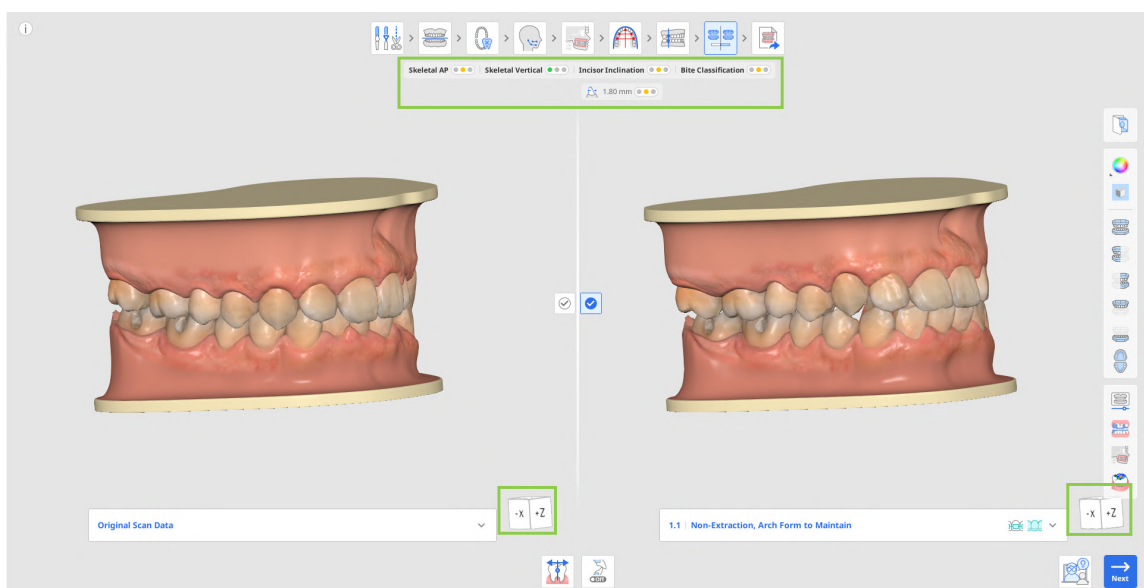 Skeletal AP Skeletal Vertical Incisor Inclination Bite Classification
1.80 mm
-X +Z
-X +Z
Original Scan Data
1.1 Non-Extraction, Arch Form to Maintain
OFF
Next